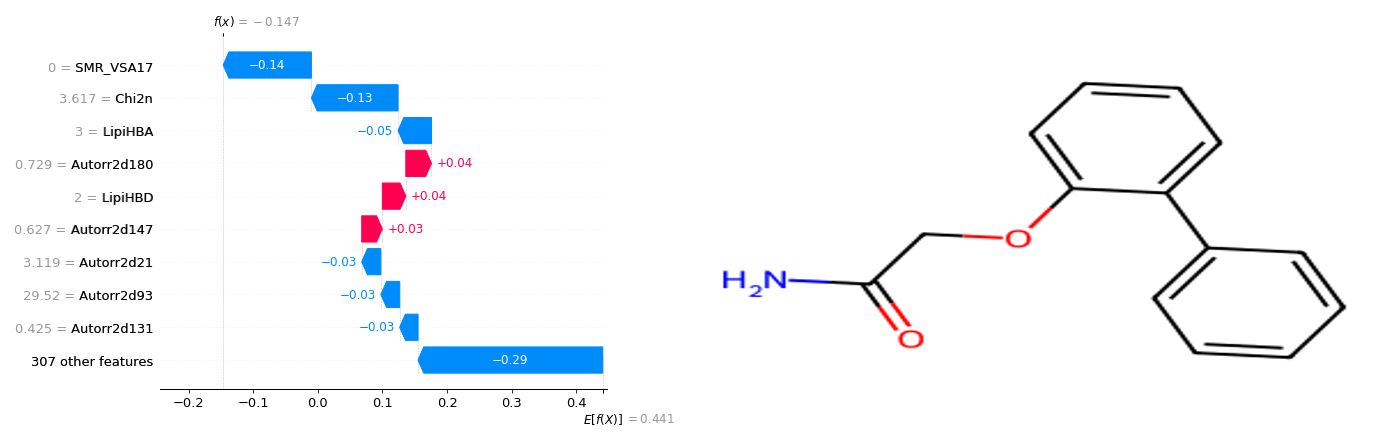 f(x) = −0.147
0 = SMR_VSA17
−0.14
3.617 = Chi2n
−0.13
3 = LipiHBA
−0.05
0.729 = Autorr2d180
+0.04
2 = LipiHBD
+0.04
0.627 = Autorr2d147
+0.03
3.119 = Autorr2d21
−0.03
29.52 = Autorr2d93
−0.03
0.425 = Autorr2d131
−0.03
307 other features
−0.29
−0.2 −0.1 0.0 0.1 0.2 0.3 0.4
E[f(X)] = 0.441
O
H2N
O